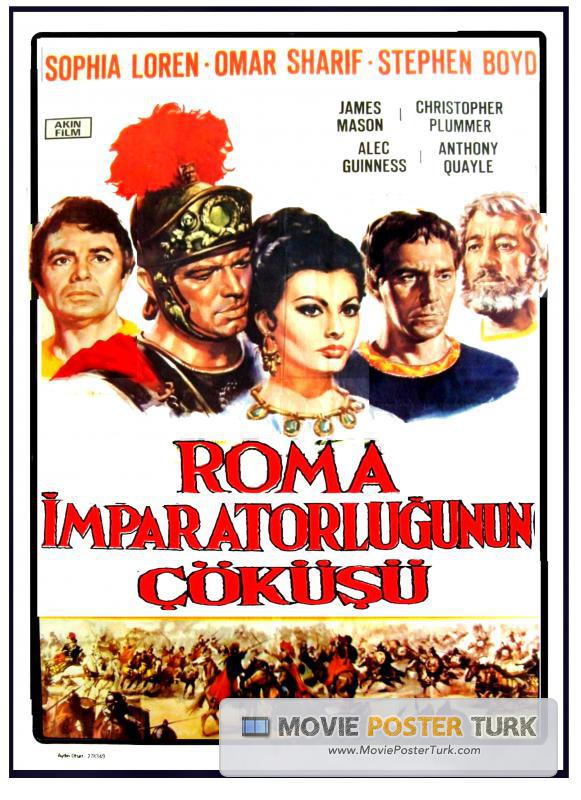 SOPHIA LOREN · OMAR SHARIF · STEPHEN BOYD
JAMES MASON | CHRISTOPHER PLUMMER
ALEC GUINNESS | ANTHONY QUAYLE
AKIN FILM
ROMA
İMPARATORLUĞUNUN
ÇÖKÜŞÜ
MOVIE POSTER TURK
www.MoviePosterTurk.com